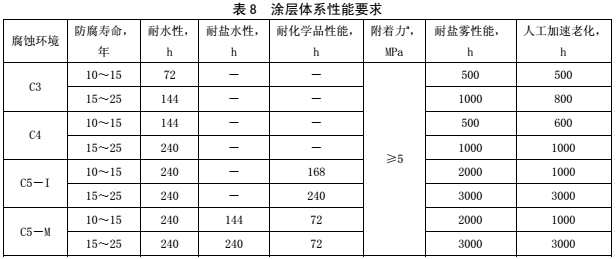 表 8 涂层体系性能要求
腐蚀环境 防腐寿命，年 耐水性，h 耐盐水性，h 耐化学品性能，h 附着力ª，MPa 耐盐雾性能，h 人工加速老化，h
C3 10～15 72 — — ≥5 500 500
15～25 144 — — 1000 800
C4 10～15 144 — — 500 600
15～25 240 — — 1000 1000
C5—I 10～15 240 — 168 2000 1000
15～25 240 — 240 3000 3000
C5—M 10～15 240 144 72 2000 1000
15～25 240 240 72 3000 3000